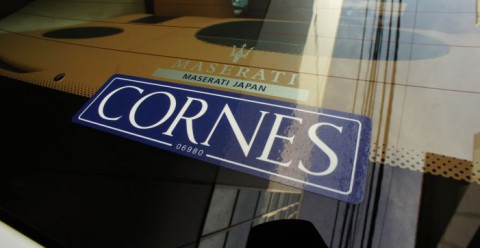 MASERATI
MASERATI JAPAN
CORNES
06980